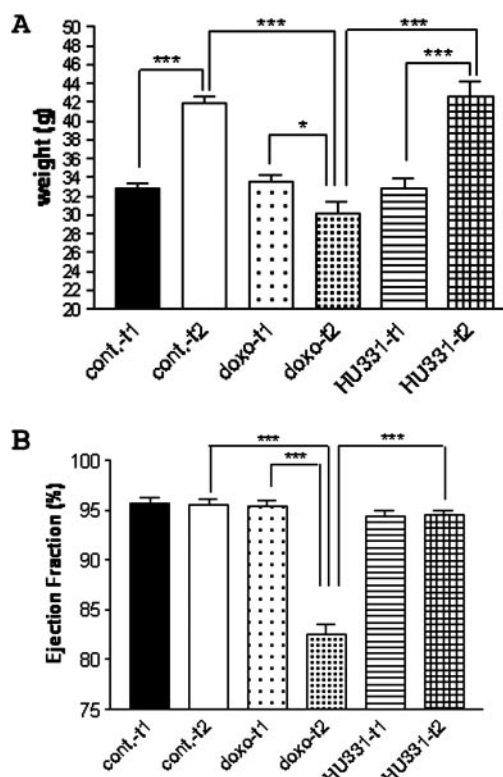 A
weight (g)
50
48
46
44
42
40
38
36
34
32
30
28
26
24
22
20
***
***
*
***
***
cont.-t1
cont.-t2
doxo-t1
doxo-t2
HU331-t1
HU331-t2
B
Ejection Fraction (%)
100
95
90
85
80
75
***
***
***
cont.-t1
cont.-t2
doxo-t1
doxo-t2
HU331-t1
HU331-t2